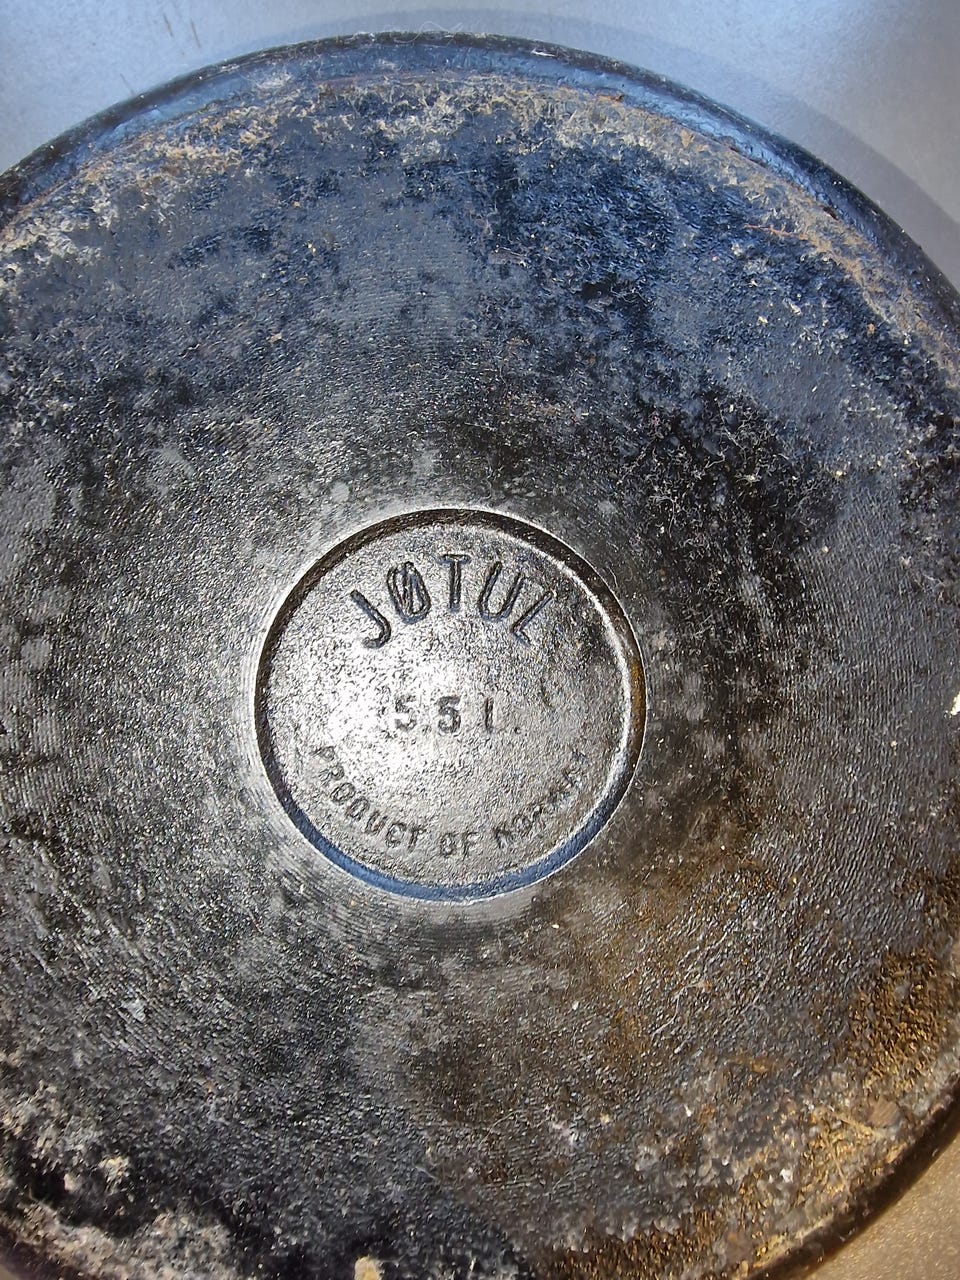 JØTUL
5.5 l.
PRODUCT OF NORWAY